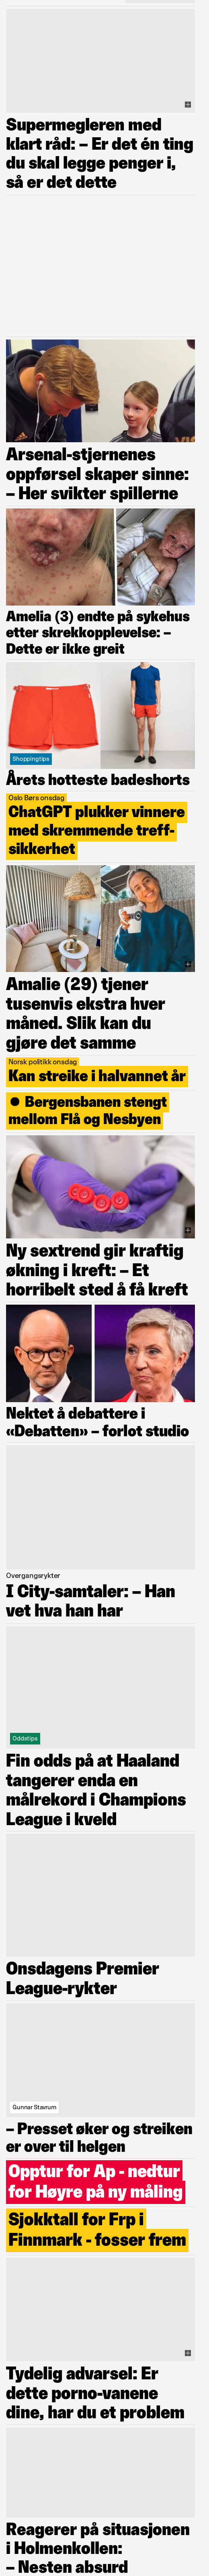 Supermegleren med
klart råd: – Er det én ting
du skal legge penger i,
så er det dette
Arsenal-stjernenes
oppførsel skaper sinne:
– Her svikter spillerne
Amelia (3) endte på sykehus
etter skrekkopplevelse: –
Dette er ikke greit
Shoppingtips
Årets hotteste badeshorts
Oslo Børs onsdag
ChatGPT plukker vinnere
med skremmende treff-
sikkerhet
Amalie (29) tjener
tusenvis ekstra hver
måned. Slik kan du
gjøre det samme
Norsk politikk onsdag
Kan streike i halvannet år
● Bergensbanen stengt
mellom Flå og Nesbyen
Ny sextrend gir kraftig
økning i kreft: – Et
horribelt sted å få kreft
Nektet å debattere i
«Debatten» – forlot studio
Overgangsrykter
I City-samtaler: – Han
vet hva han har
Oddstips
Fin odds på at Haaland
tangerer enda en
målrekord i Champions
League i kveld
Onsdagens Premier
League-rykter
Gunnar Stavrum
– Presset øker og streiken
er over til helgen
Opptur for Ap - nedtur
for Høyre på ny måling
Sjokktall for Frp i
Finnmark - fosser frem
Tydelig advarsel: Er
dette porno-vanene
dine, har du et problem
Reagerer på situasjonen
i Holmenkollen:
– Nesten absurd